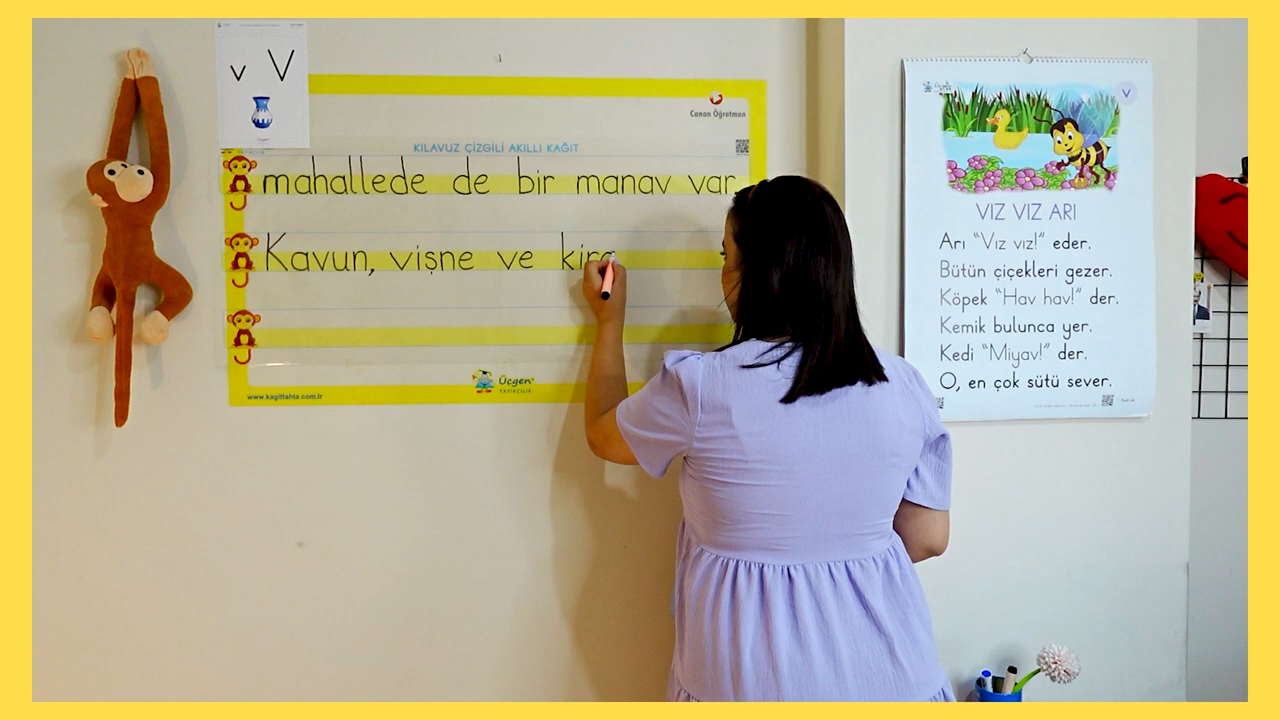 v V
Canan Öğretmen
KILAVUZ ÇİZGİLİ AKILLI KAĞIT
mahallede de bir manav var
Kavun, vişne ve kira
Üçgen
YAYINCILIK
www.kagittahta.com.tr
v
VIZ VIZ ARI
Arı “Vız vız!” eder.
Bütün çiçekleri gezer.
Köpek “Hav hav!” der.
Kemik bulunca yer.
Kedi “Miyav!” der.
O, en çok sütü sever.